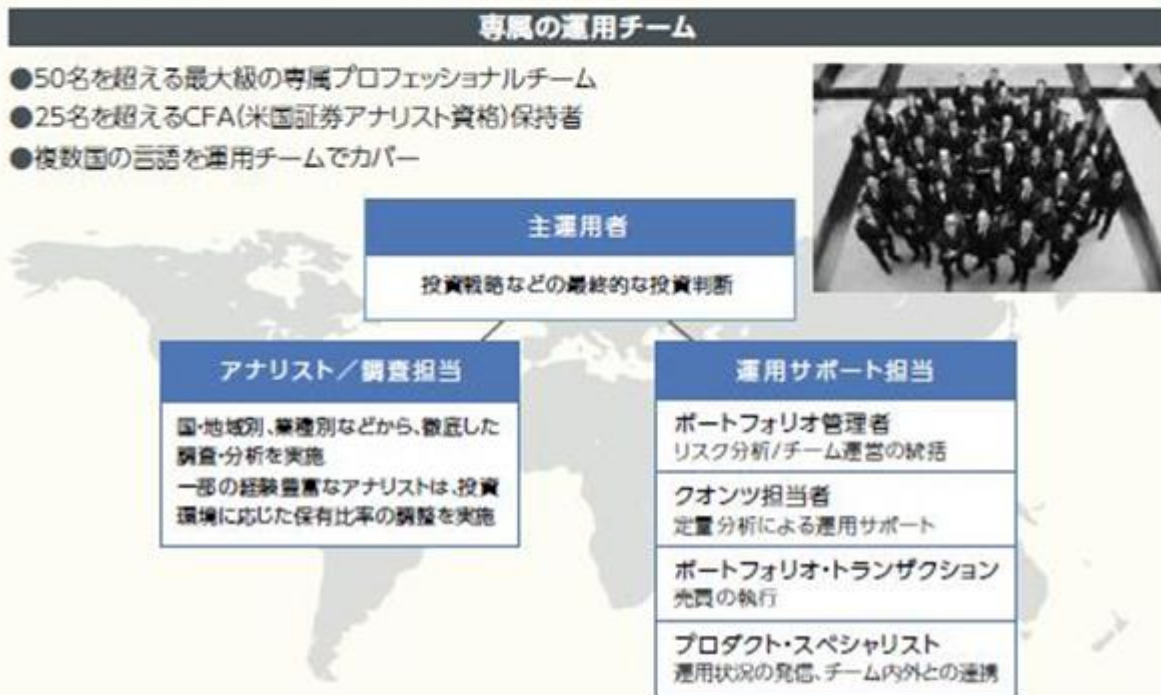 専属の運用チーム
●50名を超える最大級の専属プロフェッショナルチーム
●25名を超えるCFA(米国証券アナリスト資格)保持者
●複数国の言語を運用チームでカバー
主運用者
投資戦略などの最終的な投資判断
アナリスト／調査担当
国・地域別、業種別などから、徹底した
調査・分析を実施
一部の経験豊富なアナリストは、投資
環境に応じた保有比率の調整を実施
運用サポート担当
ポートフォリオ管理者
リスク分析/チーム運営の統括
クオンツ担当者
定量分析による運用サポート
ポートフォリオ・トランザクション
売買の執行
プロダクト・スペシャリスト
運用状況の発信、チーム内外との連携